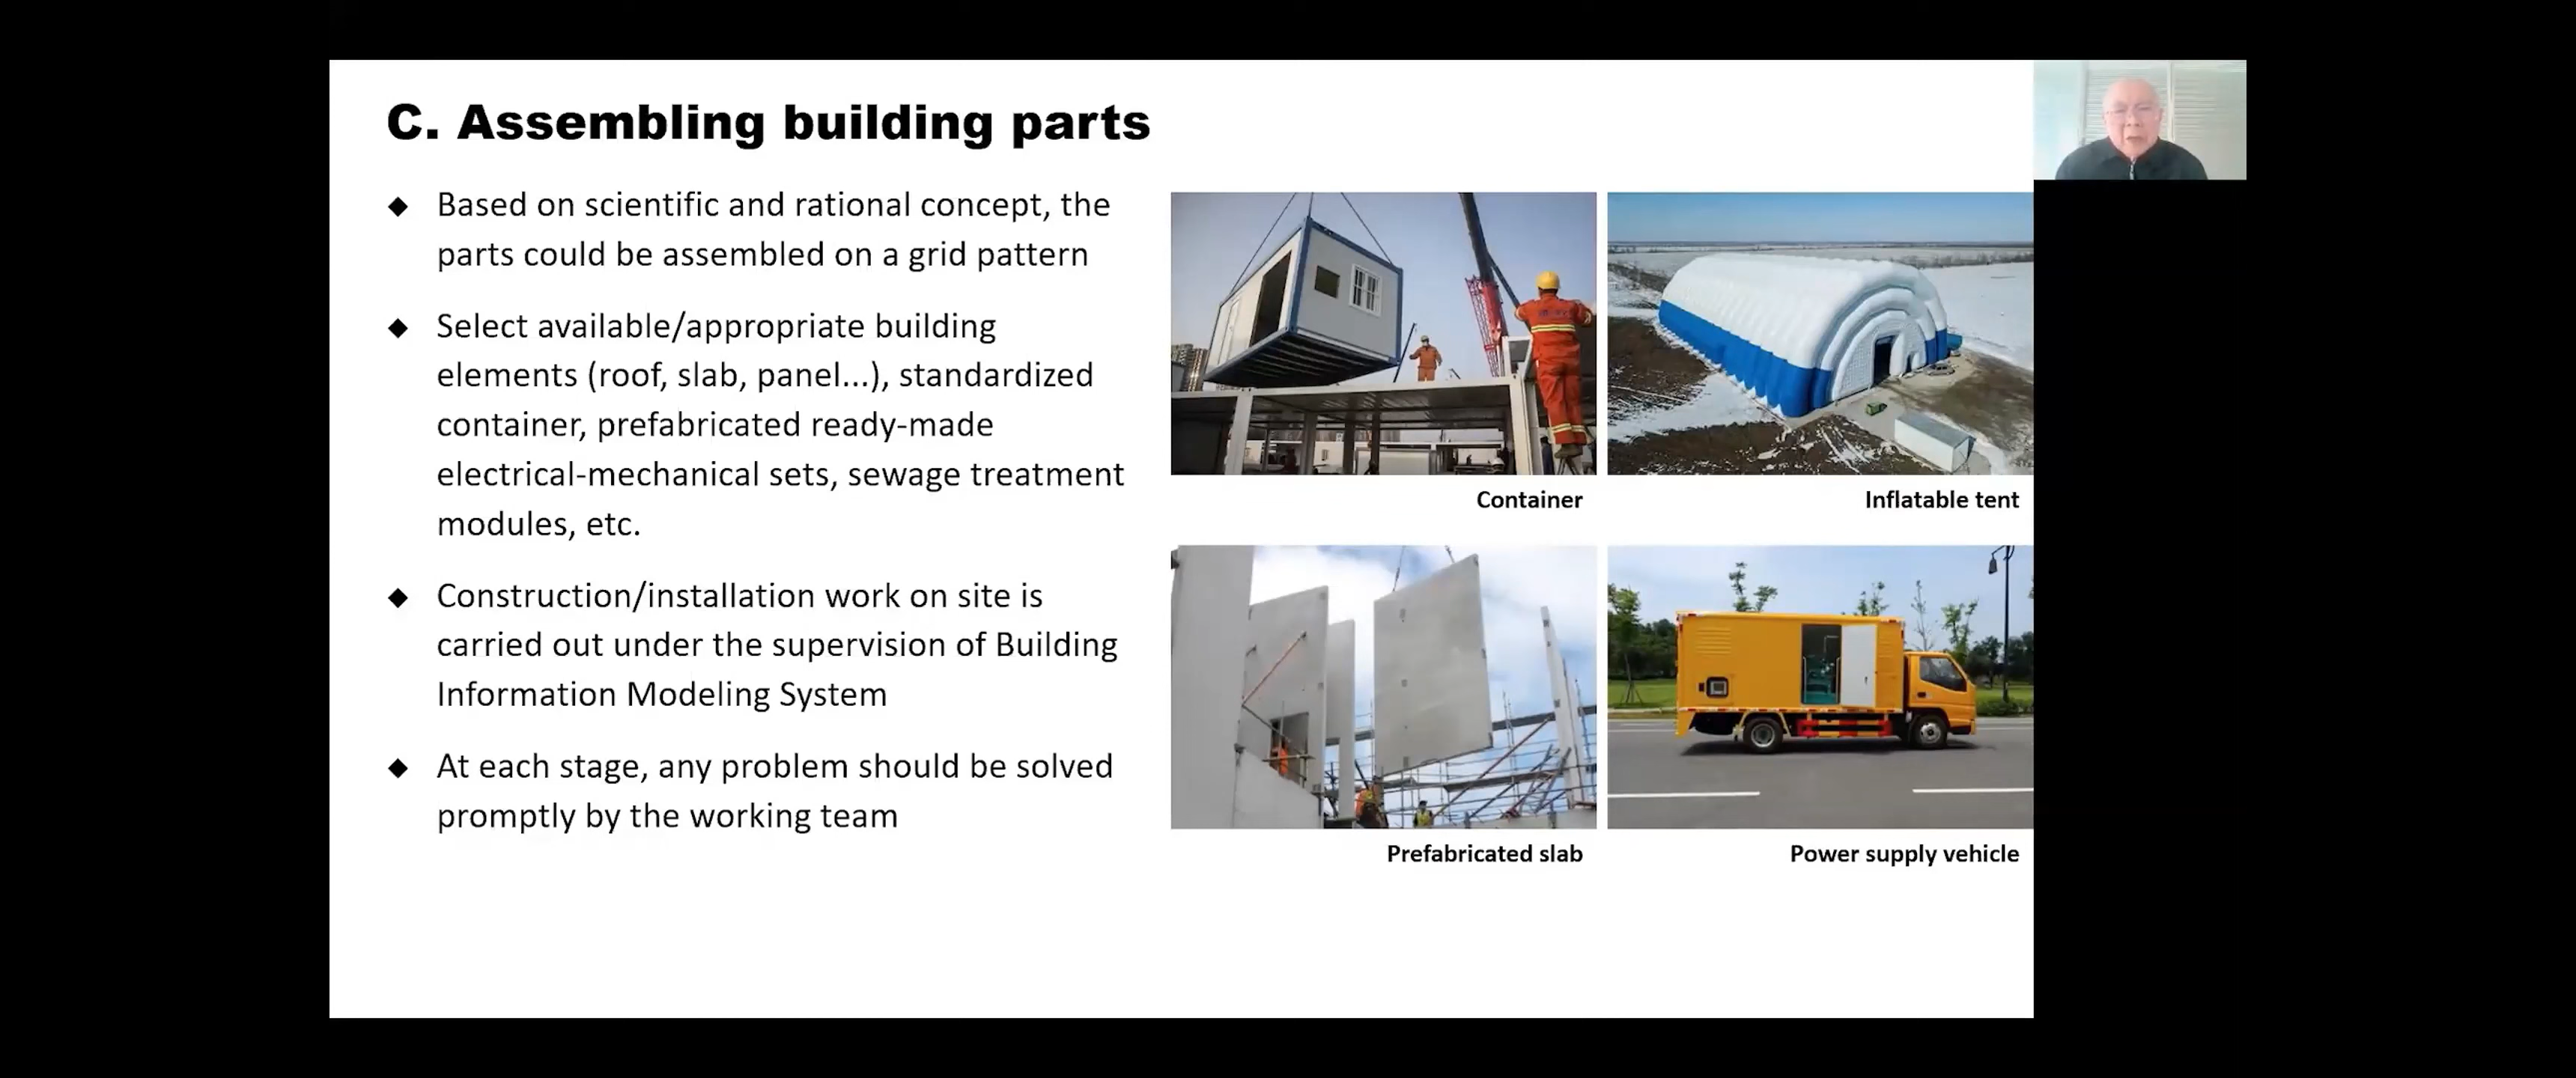 C. Assembling building parts
◆ Based on scientific and rational concept, the
parts could be assembled on a grid pattern
◆ Select available/appropriate building
elements (roof, slab, panel...), standardized
container, prefabricated ready-made
electrical-mechanical sets, sewage treatment
modules, etc.
◆ Construction/installation work on site is
carried out under the supervision of Building
Information Modeling System
◆ At each stage, any problem should be solved
promptly by the working team
Container
Inflatable tent
Prefabricated slab
Power supply vehicle